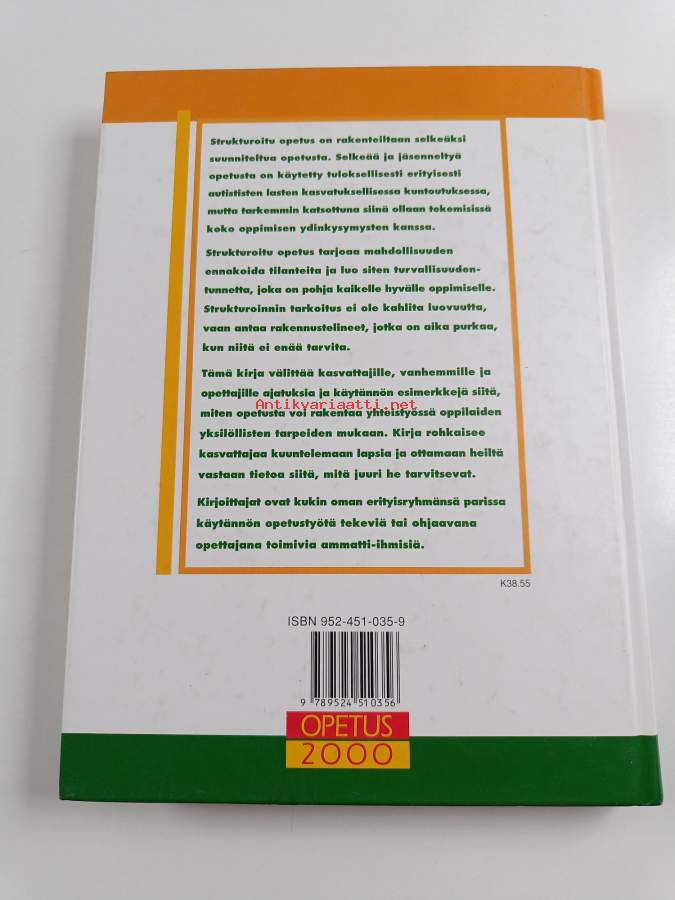 Strukturoitu opetus on rakenteiltaan selkeäksi
suunniteltua opetusta. Selkeää ja jäsenneltyä
opetusta on käytetty tuloksellisesti erityisesti
autististen lasten kasvatuksellisessa kuntoutuksessa,
mutta tarkemmin katsottuna siinä ollaan tekemisissä
koko oppimisen ydinkysymysten kanssa.
Strukturoitu opetus tarjoaa mahdollisuuden
ennakoida tilanteita ja luo siten turvallisuuden-
tunnetta, joka on pohja kaikelle hyvälle oppimiselle.
Strukturoinnin tarkoitus ei ole kahlita luovuutta,
vaan antaa rakennustelineet, jotka on aika purkaa,
kun niitä ei enää tarvita.
Tämä kirja välittää kasvattajille, vanhemmille ja
opettajille ajatuksia ja käytännön esimerkkejä siitä,
Antikvariaatti.net
miten opetusta voi rakentaa yhteistyössä oppilaiden
yksilöllisten tarpeiden mukaan. Kirja rohkaisee
kasvattajaa kuuntelemaan lapsia ja ottamaan heiltä
vastaan tietoa siitä, mitä juuri he tarvitsevat.
Kirjoittajat ovat kukin oman erityisryhmänsä parissa
käytännön opetustyötä tekeviä tai ohjaavana
opettajana toimivia ammatti-ihmisiä.
K38.55
ISBN 952-451-035-9
9 789524 510356
OPETUS
2000